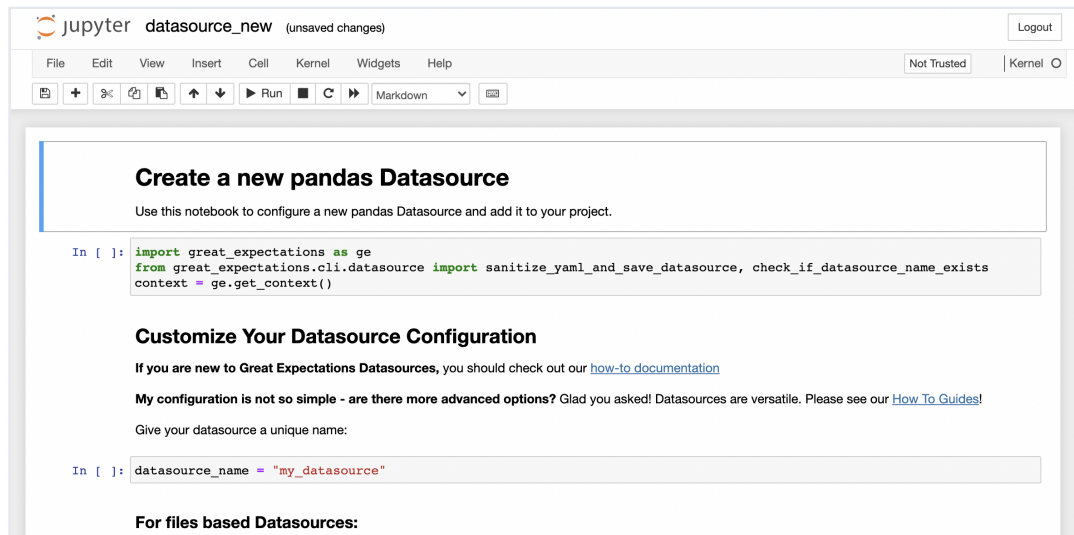 jupyter datasource_new (unsaved changes) Logout
File Edit View Insert Cell Kernel Widgets Help Not Trusted Kernel
Run Markdown
Create a new pandas Datasource
Use this notebook to configure a new pandas Datasource and add it to your project.
In [ ]: import great_expectations as ge
from great_expectations.cli.datasource import sanitize_yaml_and_save_datasource, check_if_datasource_name_exists
context = ge.get_context()
Customize Your Datasource Configuration
If you are new to Great Expectations Datasources, you should check out our how-to documentation
My configuration is not so simple - are there more advanced options? Glad you asked! Datasources are versatile. Please see our How To Guides!
Give your datasource a unique name:
In [ ]: datasource_name = "my_datasource"
For files based Datasources: